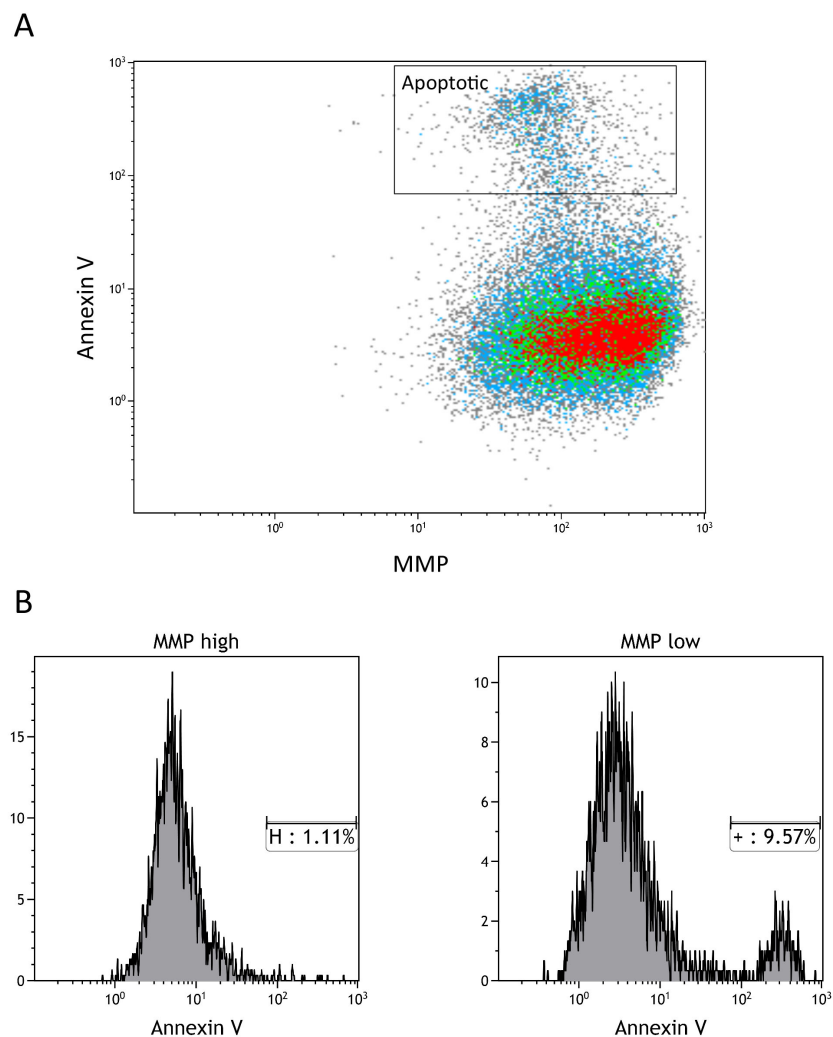 A
Apoptotic
10³
10²
10¹
10⁰
Annexin V
10⁰ 10¹ 10² 10³
MMP
B
MMP high
15
10
5
0
H : 1.11%
10⁰ 10¹ 10² 10³
Annexin V
MMP low
10
8
6
4
2
0
+ : 9.57%
10⁰ 10¹ 10² 10³
Annexin V